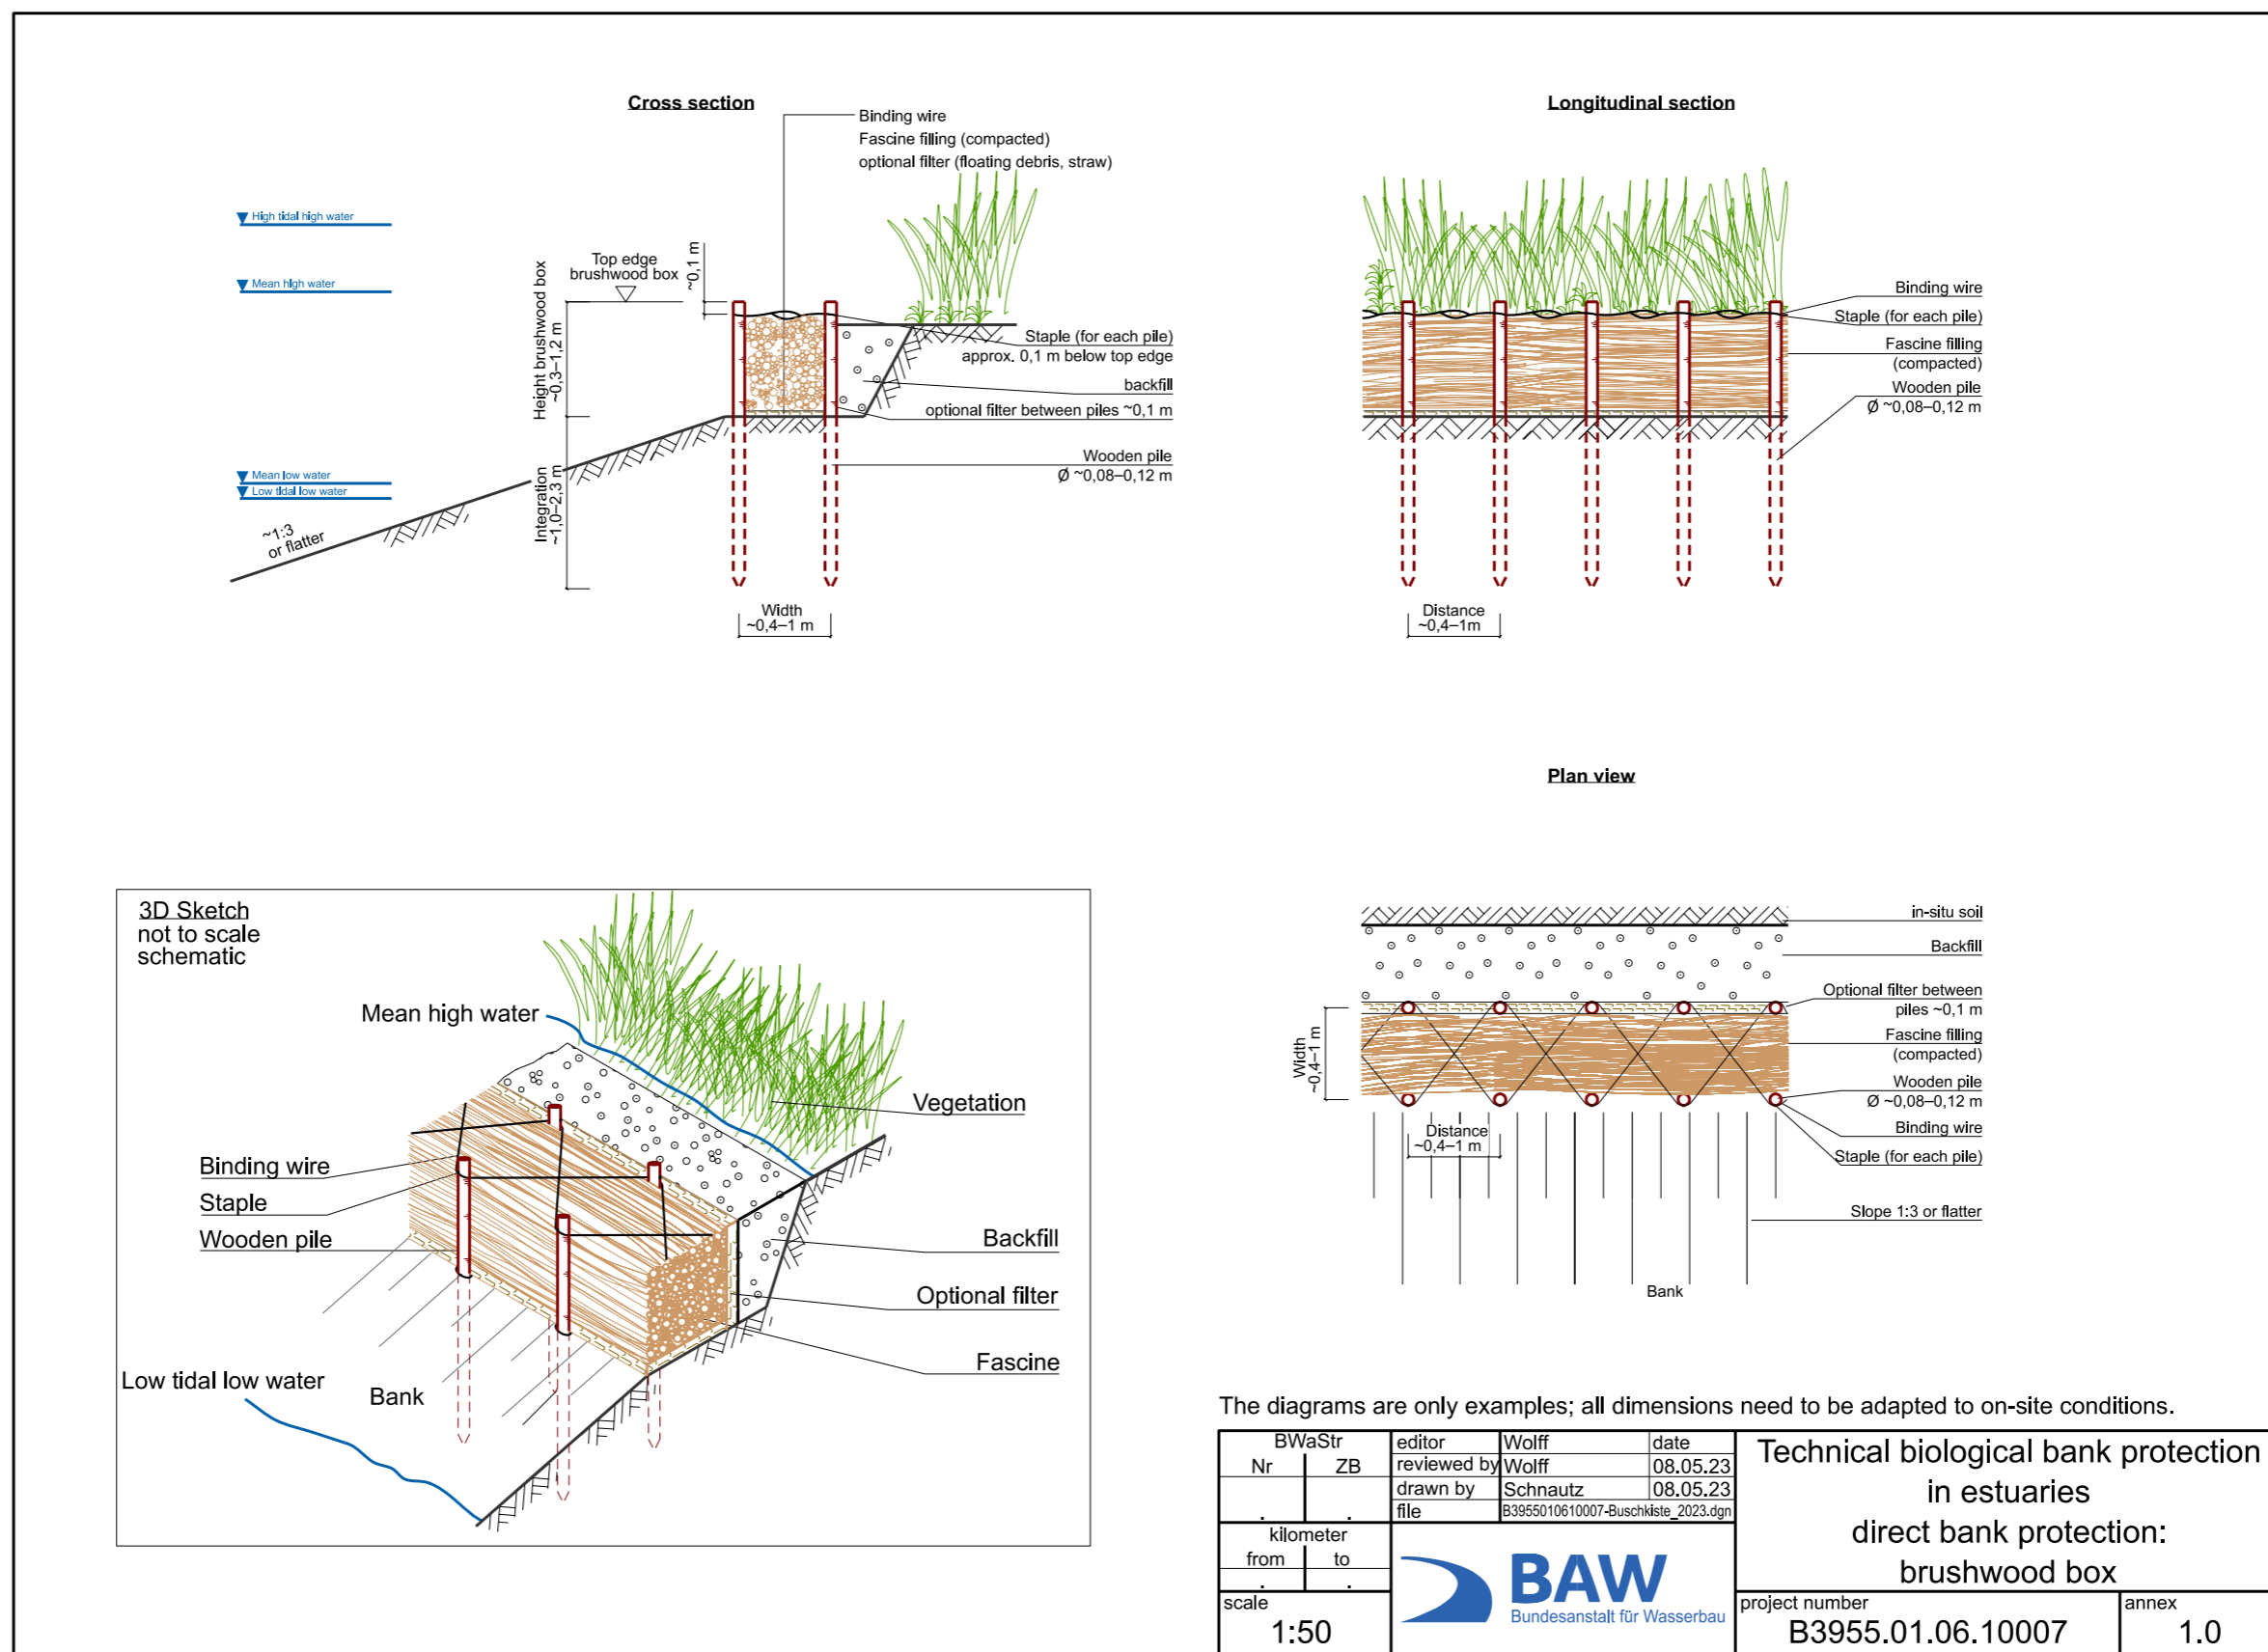 Cross section
Binding wire
Fascine filling (compacted)
optional filter (floating debris, straw)
High tidal high water
Mean high water
Mean low water
Low tidal low water
~1:3
or flatter
Height brushwood box
~0,3–1,2 m
Integration
~1,0–2,3 m
Top edge
brushwood box
~0,1 m
Staple (for each pile)
approx. 0,1 m below top edge
backfill
optional filter between piles ~0,1 m
Wooden pile
Ø ~0,08–0,12 m
Width
~0,4–1 m
Longitudinal section
Binding wire
Staple (for each pile)
Fascine filling
(compacted)
Wooden pile
Ø ~0,08–0,12 m
Distance
~0,4–1m
Plan view
in-situ soil
Backfill
Optional filter between
piles ~0,1 m
Fascine filling
(compacted)
Wooden pile
Ø ~0,08–0,12 m
Binding wire
Staple (for each pile)
Slope 1:3 or flatter
Width
~0,4–1 m
Distance
~0,4–1 m
Bank
3D Sketch
not to scale
schematic
Mean high water
Vegetation
Binding wire
Staple
Wooden pile
Backfill
Optional filter
Fascine
Low tidal low water
Bank
The diagrams are only examples; all dimensions need to be adapted to on-site conditions.
BWaStr
Nr ZB
. .
kilometer
from to
. .
scale
1:50
editor Wolff date
reviewed by Wolff 08.05.23
drawn by Schnautz 08.05.23
file B3955010610007-Buschkiste_2023.dgn
BAW
Bundesanstalt für Wasserbau
Technical biological bank protection
in estuaries
direct bank protection:
brushwood box
project number
B3955.01.06.10007
annex
1.0